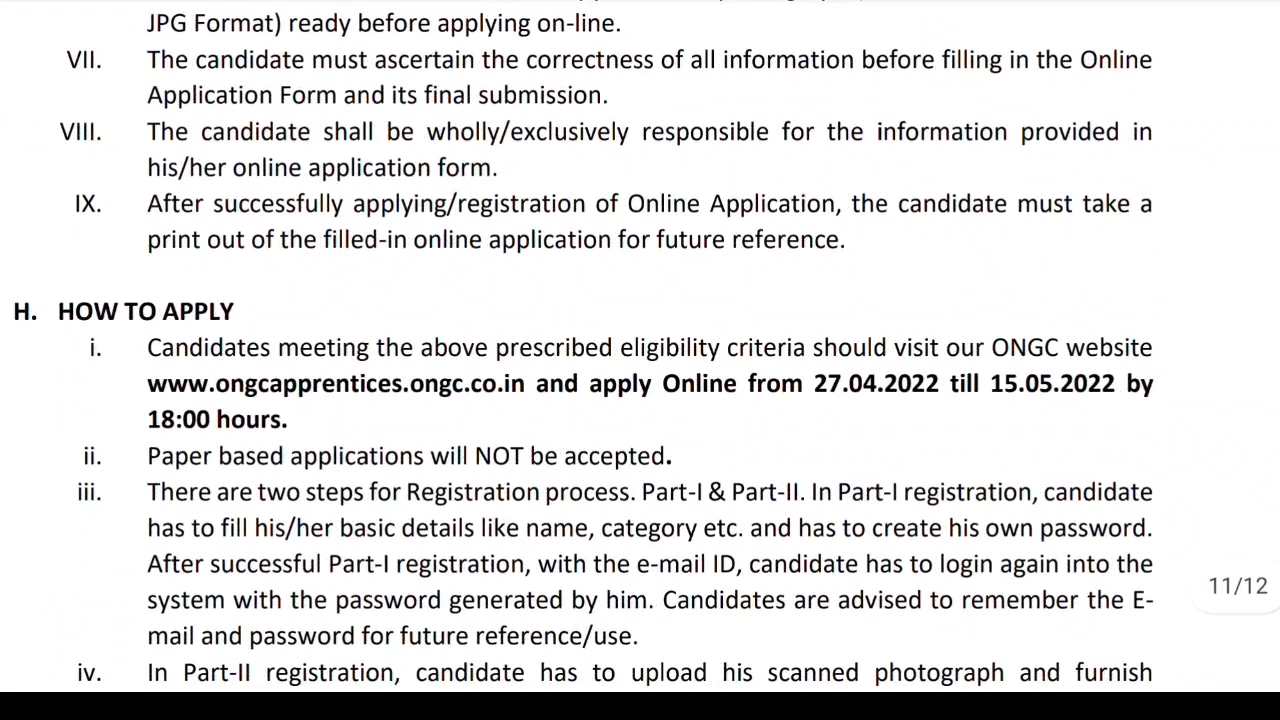 JPG Format) ready before applying on-line.
VII. The candidate must ascertain the correctness of all information before filling in the Online
Application Form and its final submission.
VIII. The candidate shall be wholly/exclusively responsible for the information provided in
his/her online application form.
IX. After successfully applying/registration of Online Application, the candidate must take a
print out of the filled-in online application for future reference.
H. HOW TO APPLY
i. Candidates meeting the above prescribed eligibility criteria should visit our ONGC website
www.ongcapprentices.ongc.co.in and apply Online from 27.04.2022 till 15.05.2022 by
18:00 hours.
ii. Paper based applications will NOT be accepted.
iii. There are two steps for Registration process. Part-I & Part-II. In Part-I registration, candidate
has to fill his/her basic details like name, category etc. and has to create his own password.
After successful Part-I registration, with the e-mail ID, candidate has to login again into the
system with the password generated by him. Candidates are advised to remember the E-
mail and password for future reference/use.
11/12
iv. In Part-II registration, candidate has to upload his scanned photograph and furnish